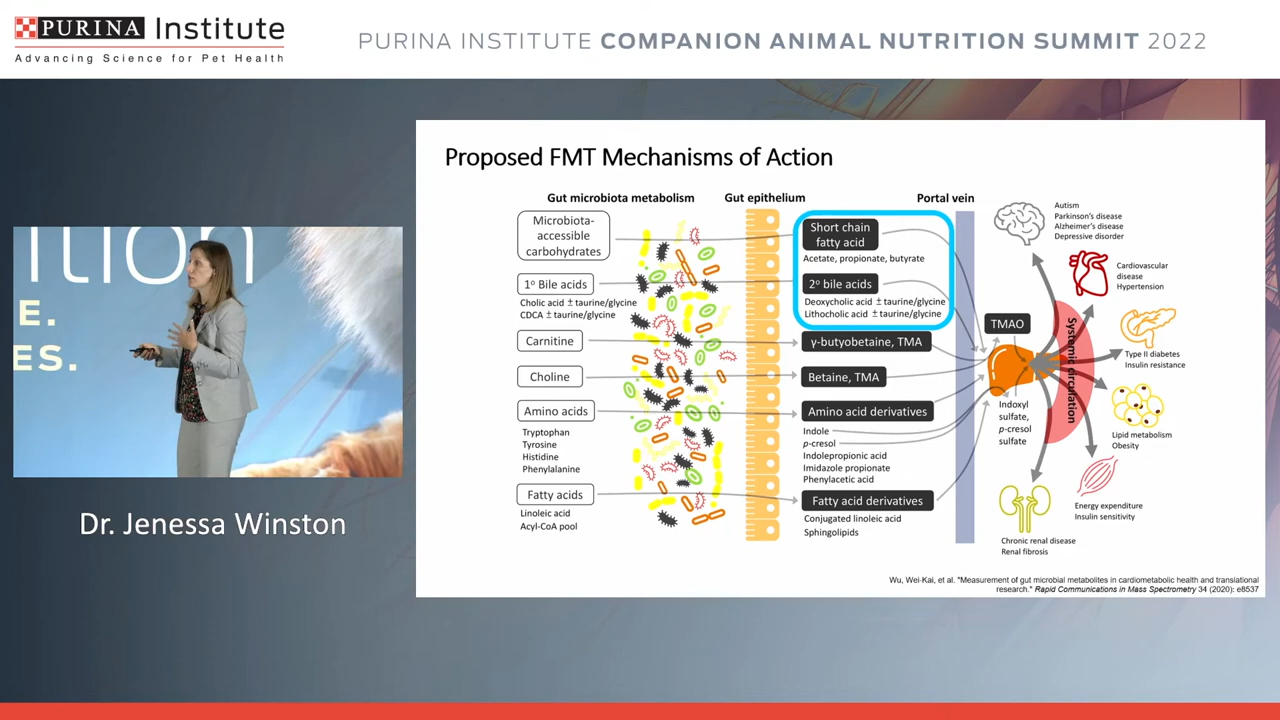 PURINA Institute
Advancing Science for Pet Health
PURINA INSTITUTE COMPANION ANIMAL NUTRITION SUMMIT 2022
ition
E.
ES.
Dr. Jenessa Winston
Proposed FMT Mechanisms of Action
Gut microbiota metabolism
Gut epithelium
Portal vein
Microbiota-
accessible
carbohydrates
1º Bile acids
Cholic acid ± taurine/glycine
CDCA ± taurine/glycine
Carnitine
Choline
Amino acids
Tryptophan
Tyrosine
Histidine
Phenylalanine
Fatty acids
Linoleic acid
Acyl-CoA pool
Short chain
fatty acid
Acetate, propionate, butyrate
2º bile acids
Deoxycholic acid ± taurine/glycine
Lithocholic acid ± taurine/glycine
γ-butyobetaine, TMA
Betaine, TMA
Amino acid derivatives
Indole
p-cresol
Indolepropionic acid
Imidazole propionate
Phenylacetic acid
Fatty acid derivatives
Conjugated linoleic acid
Sphingolipids
TMAO
Indoxyl
sulfate,
p-cresol
sulfate
Systemic circulation
Autism
Parkinson's disease
Alzheimer's disease
Depressive disorder
Cardiovascular
disease
Hypertension
Type II diabetes
Insulin resistance
Lipid metabolism
Obesity
Energy expenditure
Insulin sensitivity
Chronic renal disease
Renal fibrosis
Wu, Wei-Kai, et al. "Measurement of gut microbial metabolites in cardiometabolic health and translational
research." Rapid Communications in Mass Spectrometry 34 (2020): e8537